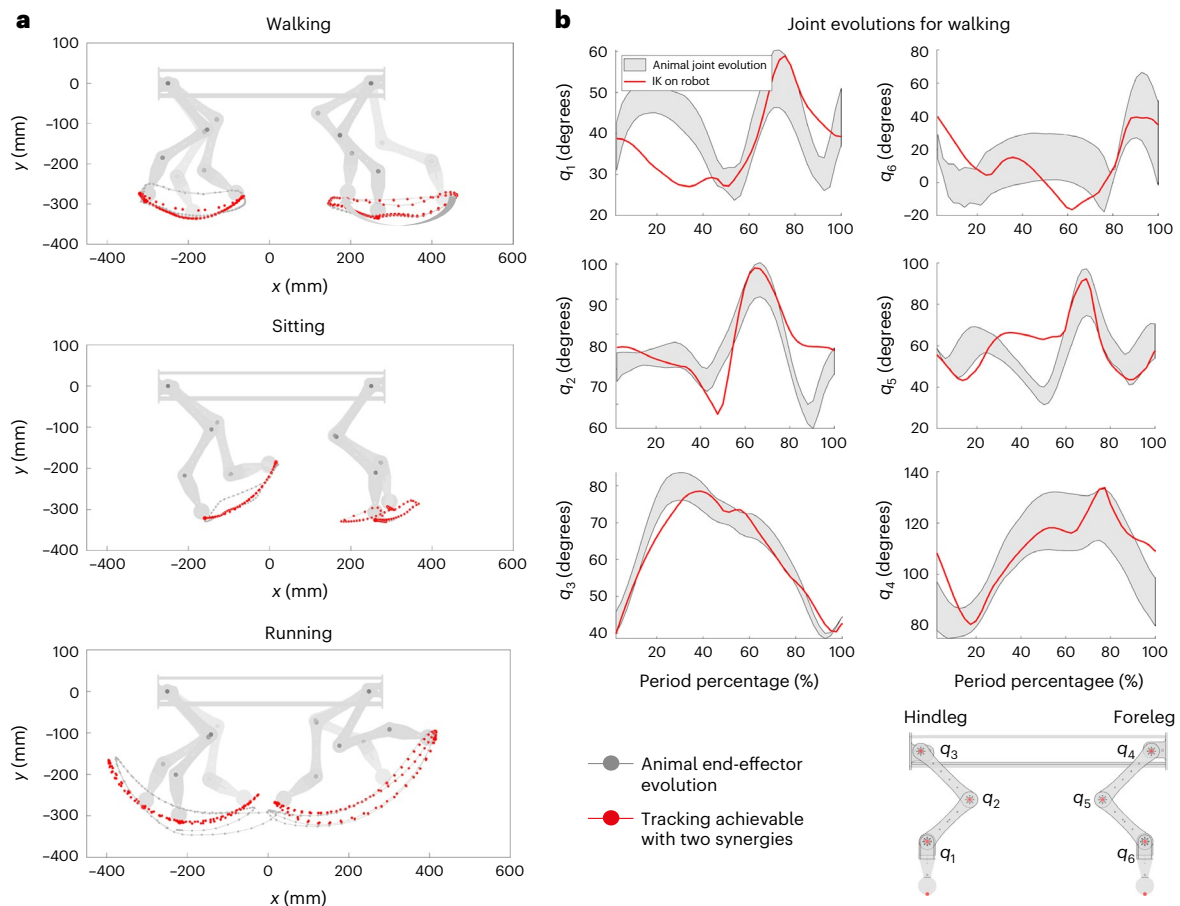 a
Walking
100
0
–100
–200
–300
–400
y (mm)
–400 –200 0 200 400 600
x (mm)
Sitting
100
0
–100
–200
–300
–400
y (mm)
–400 –200 0 200 400 600
x (mm)
Running
100
0
–100
–200
–300
–400
y (mm)
–400 –200 0 200 400 600
x (mm)
b
Joint evolutions for walking
60
50
40
30
20
q1 (degrees)
Animal joint evolution
IK on robot
20 40 60 80 100
80
60
40
20
0
–20
q6 (degrees)
20 40 60 80 100
100
90
80
70
60
q2 (degrees)
20 40 60 80 100
100
80
60
40
20
q5 (degrees)
20 40 60 80 100
80
70
60
50
40
q3 (degrees)
20 40 60 80 100
Period percentage (%)
140
120
100
80
q4 (degrees)
20 40 60 80 100
Period percentagee (%)
Animal end-effector
evolution
Tracking achievable
with two synergies
Hindleg Foreleg
q3 q4
q2 q5
q1 q6